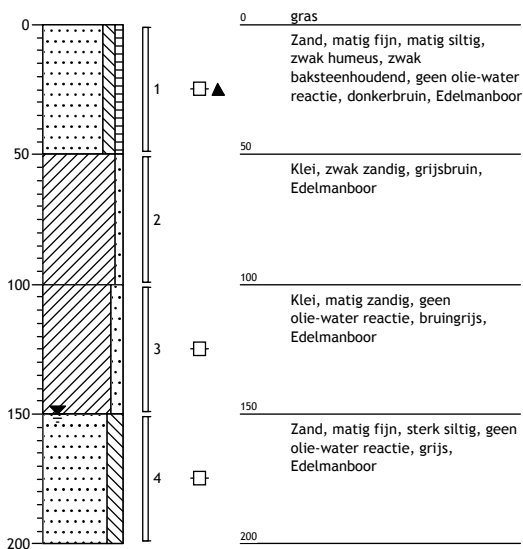 0
50
100
150
200
1
2
3
4
0
gras
Zand, matig fijn, matig siltig,
zwak humeus, zwak
baksteenhoudend, geen olie-water
reactie, donkerbruin, Edelmanboor
50
Klei, zwak zandig, grijsbruin,
Edelmanboor
100
Klei, matig zandig, geen
olie-water reactie, bruingrijs,
Edelmanboor
150
Zand, matig fijn, sterk siltig, geen
olie-water reactie, grijs,
Edelmanboor
200